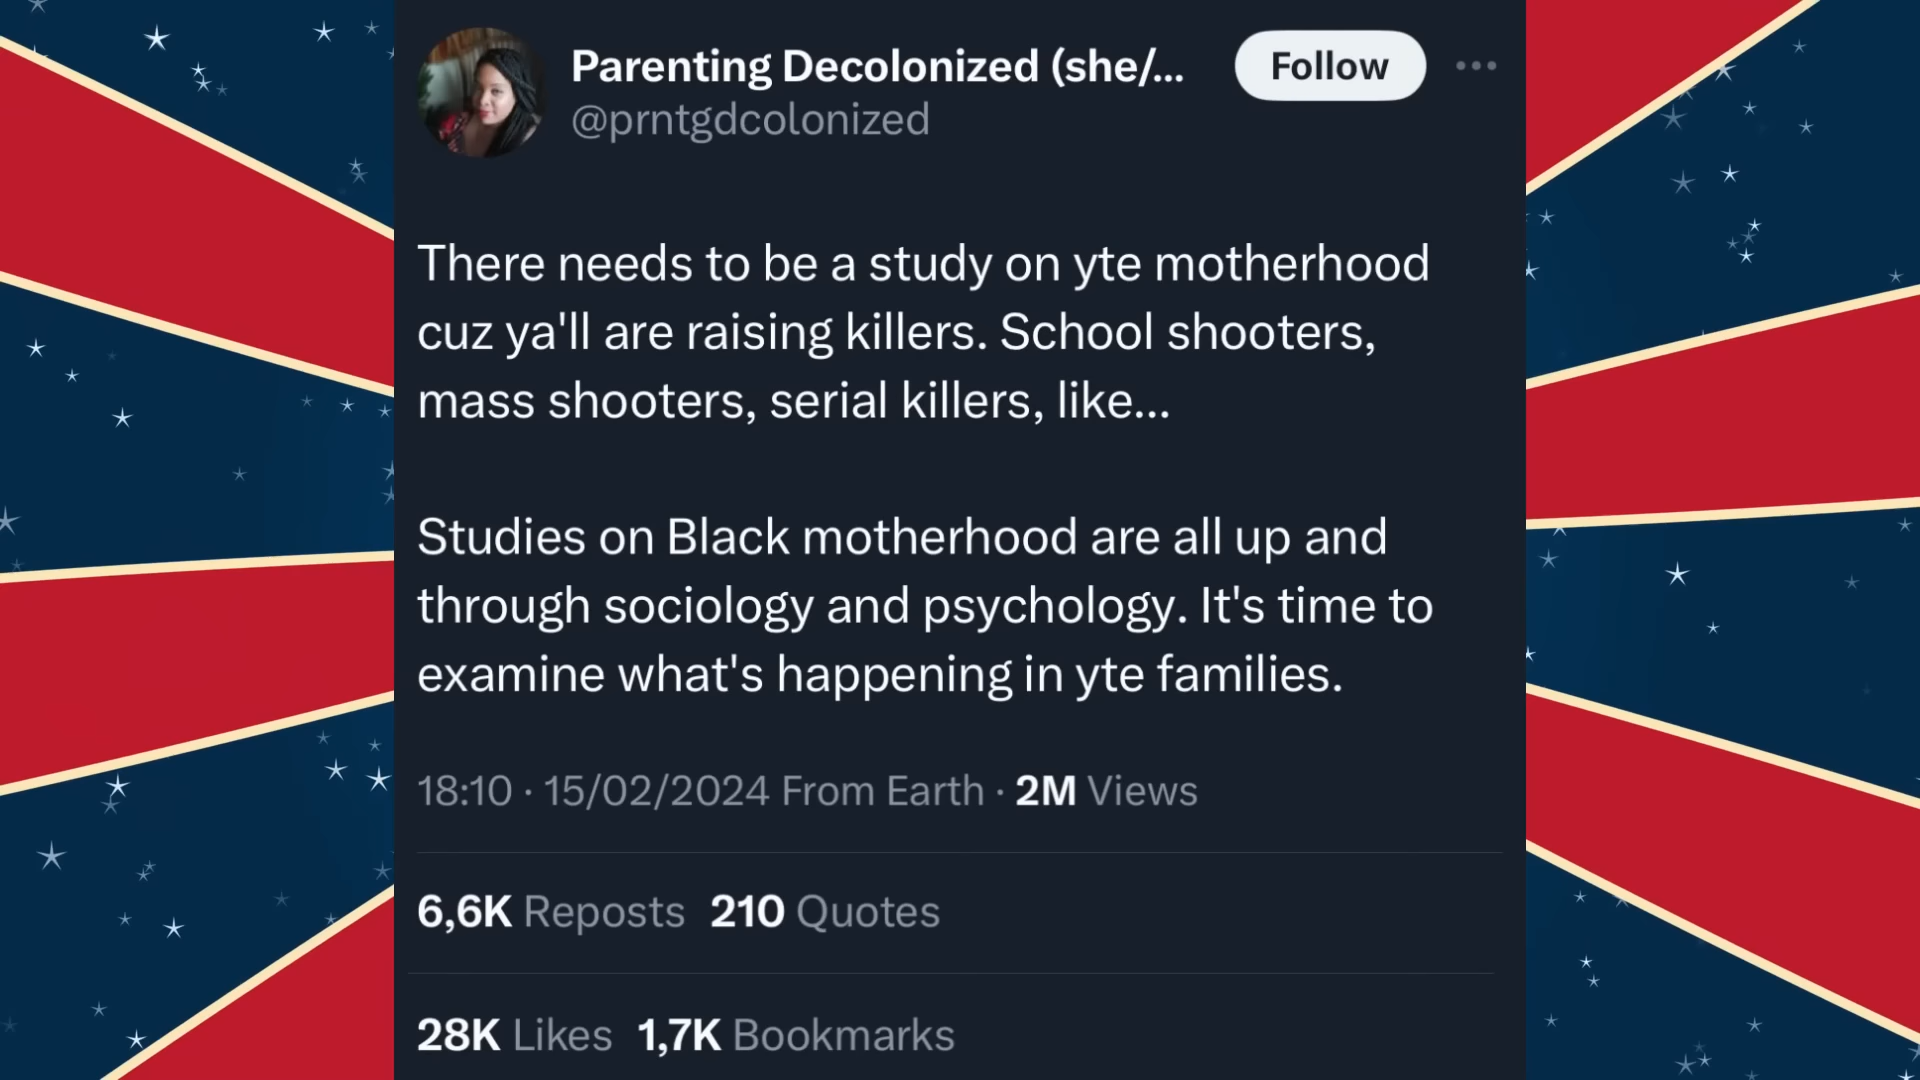 Parenting Decolonized (she/...
Follow
@prntgdcolonized
There needs to be a study on yte motherhood
cuz ya'll are raising killers. School shooters,
mass shooters, serial killers, like...
Studies on Black motherhood are all up and
through sociology and psychology. It's time to
examine what's happening in yte families.
18:10 · 15/02/2024 From Earth · 2M Views
6,6K Reposts 210 Quotes
28K Likes 1,7K Bookmarks